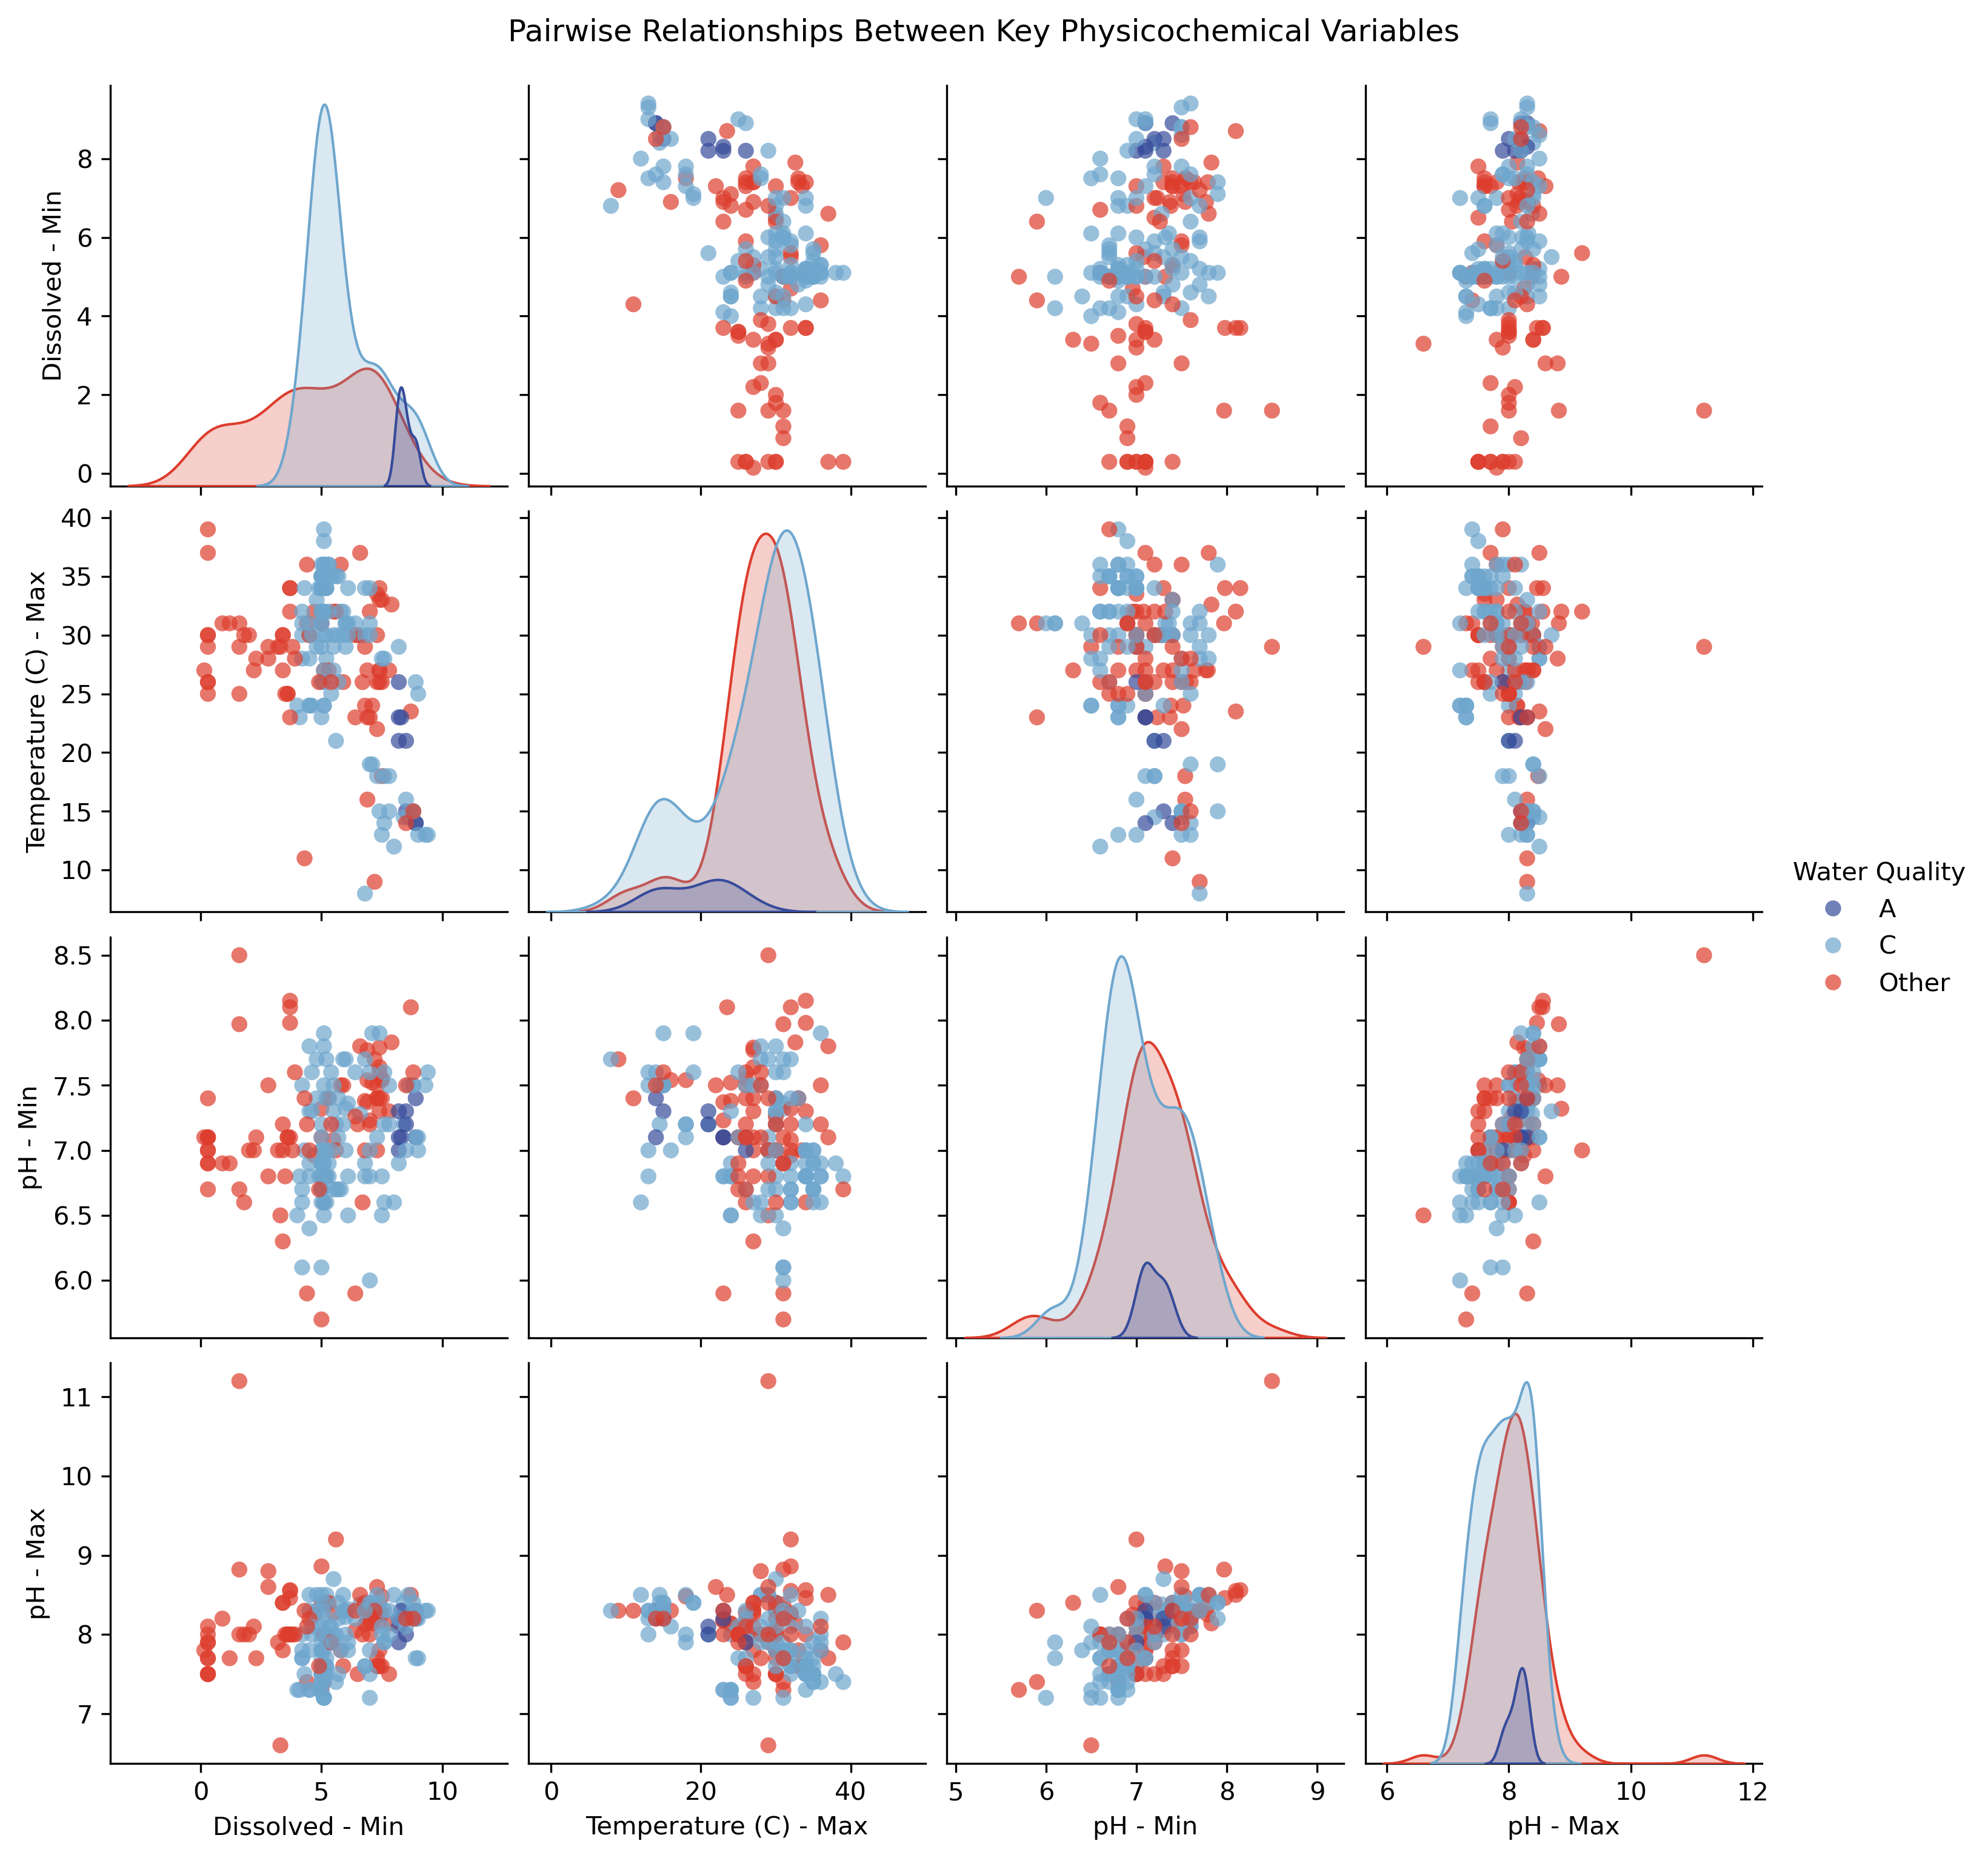 Pairwise Relationships Between Key Physicochemical Variables
Dissolved - Min
8
6
4
2
0
Temperature (C) - Max
40
35
30
25
20
15
10
pH - Min
8.5
8.0
7.5
7.0
6.5
6.0
pH - Max
11
10
9
8
7
0 5 10
0 20 40
5 6 7 8 9
6 8 10 12
Dissolved - Min
Temperature (C) - Max
pH - Min
pH - Max
Water Quality
A
C
Other